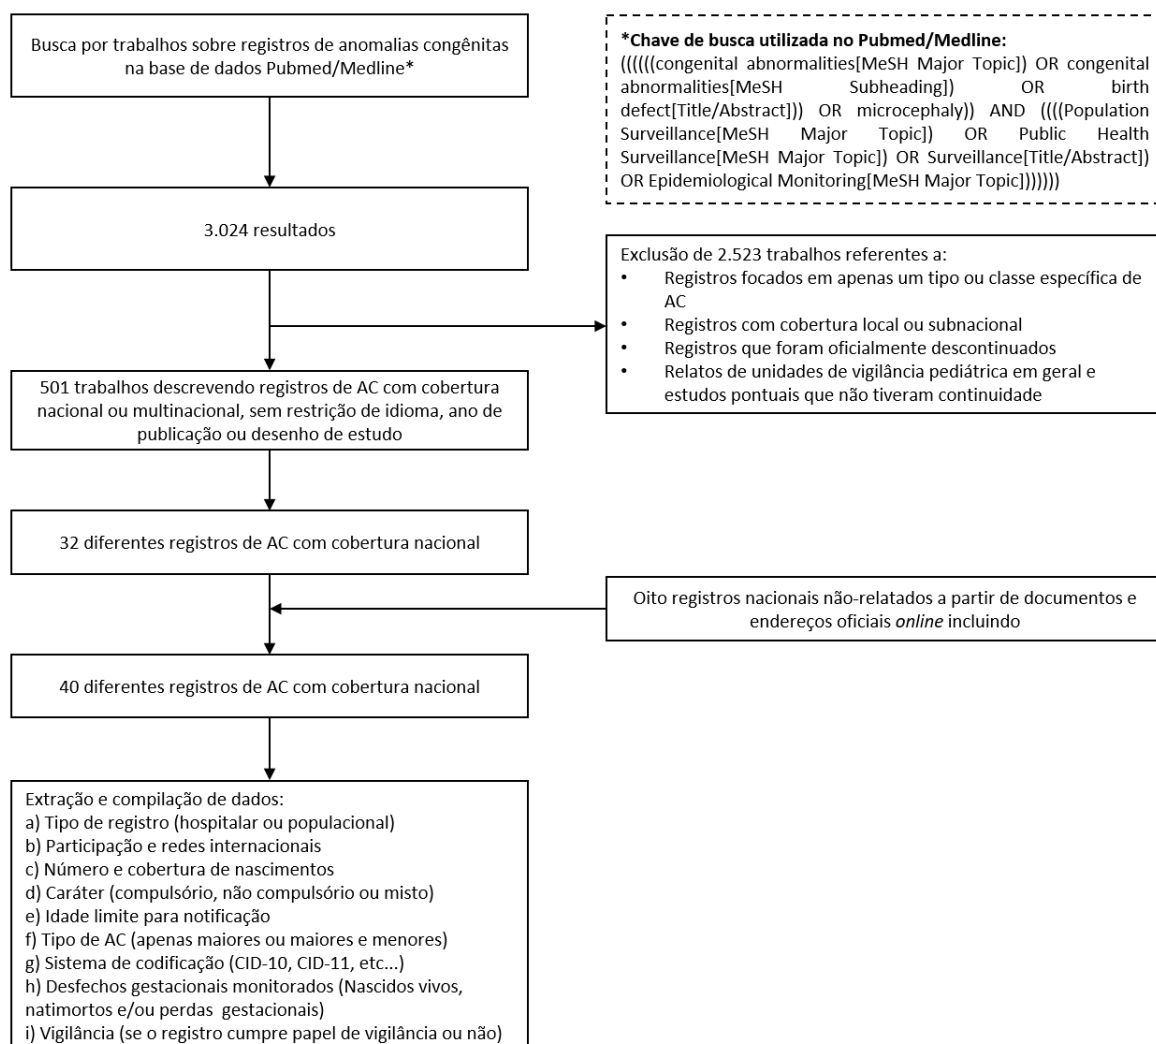 Busca por trabalhos sobre registros de anomalias congênitas
na base de dados Pubmed/Medline*
*Chave de busca utilizada no Pubmed/Medline:
((((((congenital abnormalities[MeSH Major Topic]) OR congenital
abnormalities[MeSH Subheading]) OR birth
defect[Title/Abstract])) OR microcephaly)) AND ((((Population
Surveillance[MeSH Major Topic]) OR Public Health
Surveillance[MeSH Major Topic]) OR Surveillance[Title/Abstract])
OR Epidemiological Monitoring[MeSH Major Topic])))))))
3.024 resultados
Exclusão de 2.523 trabalhos referentes a:
• Registros focados em apenas um tipo ou classe específica de
AC
• Registros com cobertura local ou subnacional
• Registros que foram oficialmente descontinuados
• Relatos de unidades de vigilância pediátrica em geral e
estudos pontuais que não tiveram continuidade
501 trabalhos descrevendo registros de AC com cobertura
nacional ou multinacional, sem restrição de idioma, ano de
publicação ou desenho de estudo
32 diferentes registros de AC com cobertura nacional
Oito registros nacionais não-relatados a partir de documentos e
endereços oficiais online incluindo
40 diferentes registros de AC com cobertura nacional
Extração e compilação de dados:
a) Tipo de registro (hospitalar ou populacional)
b) Participação e redes internacionais
c) Número e cobertura de nascimentos
d) Caráter (compulsório, não compulsório ou misto)
e) Idade limite para notificação
f) Tipo de AC (apenas maiores ou maiores e menores)
g) Sistema de codificação (CID-10, CID-11, etc...)
h) Desfechos gestacionais monitorados (Nascidos vivos,
natimortos e/ou perdas gestacionais)
i) Vigilância (se o registro cumpre papel de vigilância ou não)